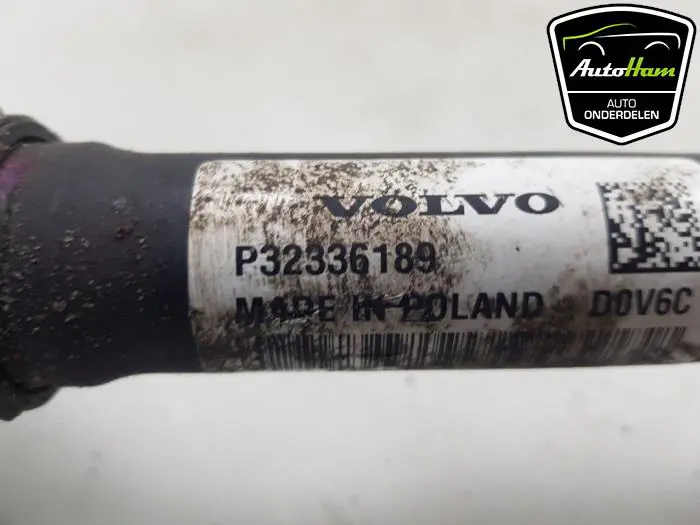 AutoHam
AUTO
ONDERDELEN
VOLVO
P32336189
MADE IN POLAND D0V6C